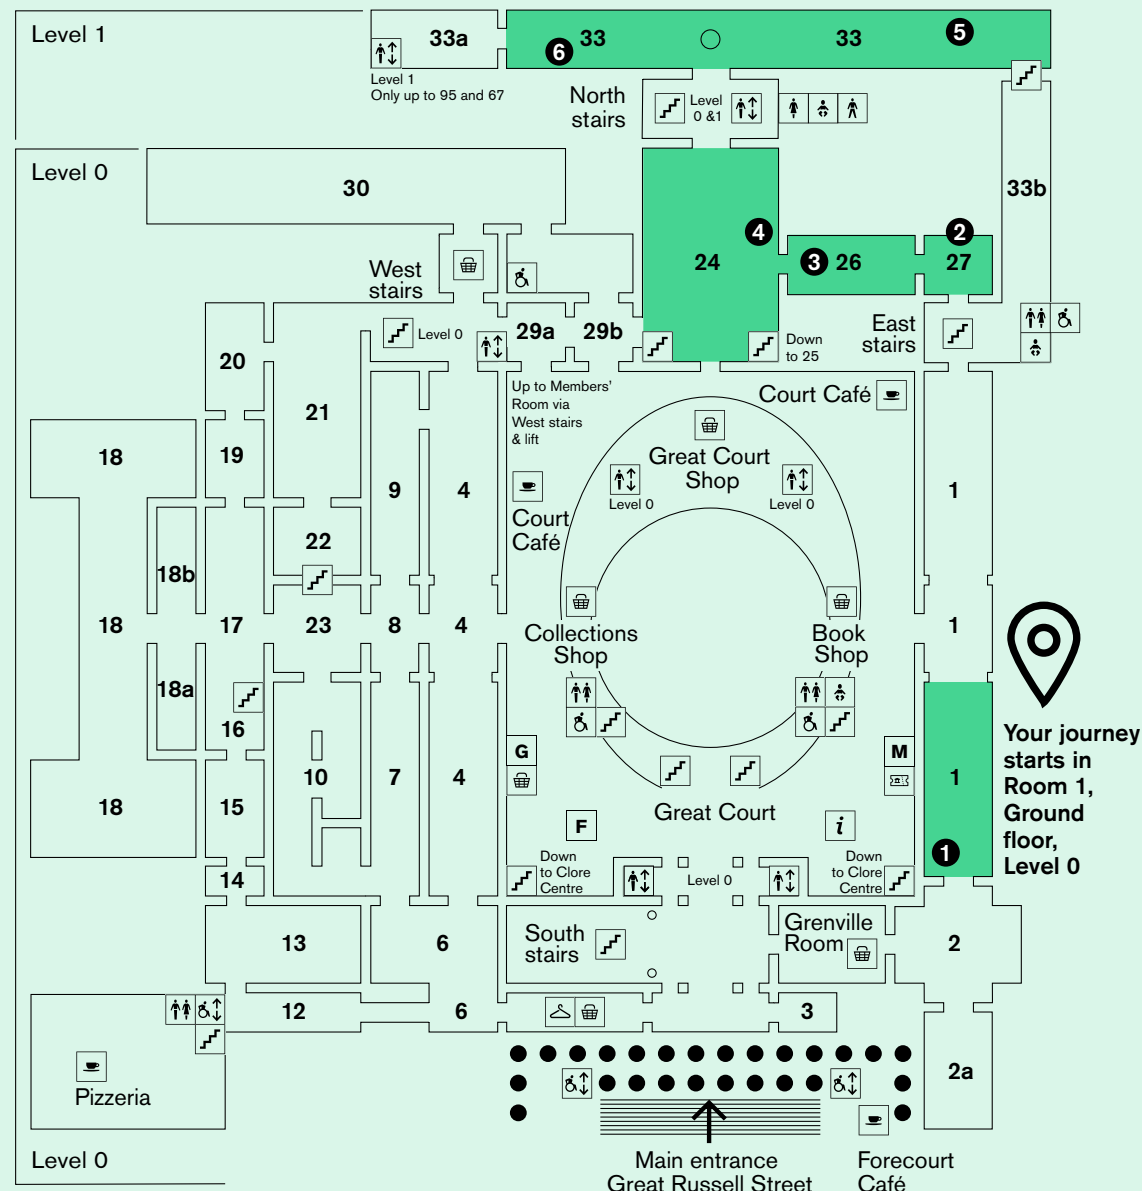 Level 1
33a
33
33
5
6
Level 1
Only up to 95 and 67
North
stairs
Level
0 &1
Level 0
30
33b
4
2
24
3
26
27
West
stairs
Level 0
29a
29b
Down
to 25
East
stairs
20
21
Up to Members’
Room via
West stairs
& lift
Court Café
18
19
9
4
Great Court
Shop
Level 0
Level 0
1
Court
Café
22
18b
18
17
23
8
4
Collections
Shop
Book
Shop
1
18a
16
G
M
Your journey
starts in
Room 1,
Ground
floor,
Level 0
18
15
10
7
4
1
Great Court
F
i
1
14
Down
to Clore
Centre
Level 0
Down
to Clore
Centre
13
6
South
stairs
Grenville
Room
2
12
6
3
2a
Pizzeria
Level 0
Main entrance
Great Russell Street
Forecourt
Café